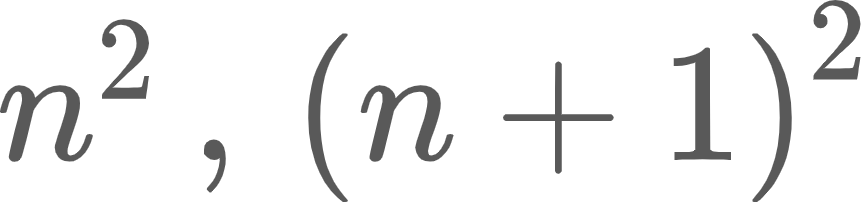 n², (n + 1)²